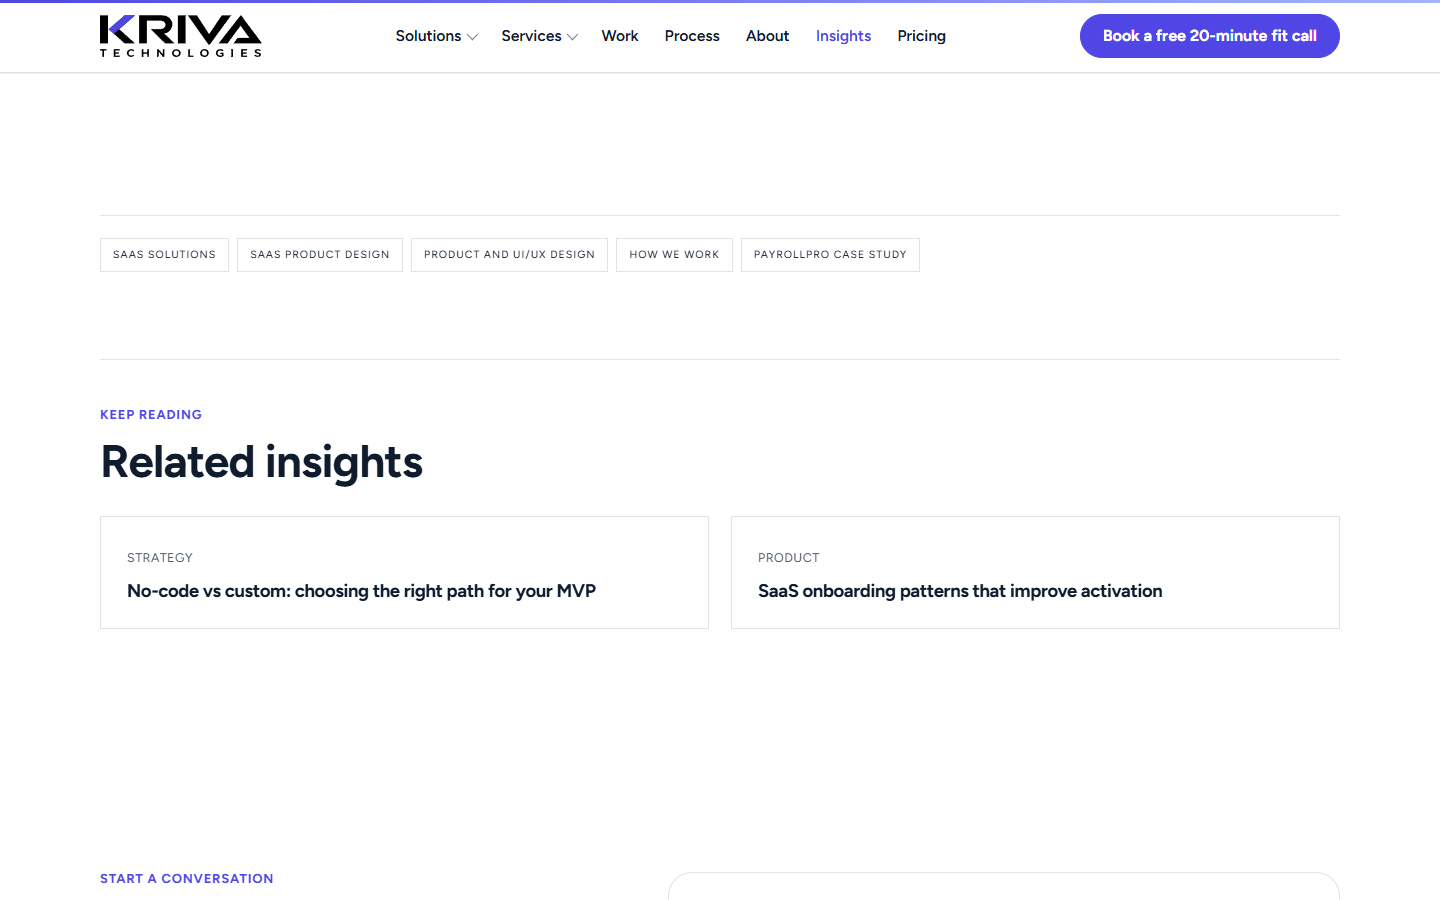 KRIVA
TECHNOLOGIES
Solutions Services Work Process About Insights Pricing
Book a free 20-minute fit call
SAAS SOLUTIONS
SAAS PRODUCT DESIGN
PRODUCT AND UI/UX DESIGN
HOW WE WORK
PAYROLLPRO CASE STUDY
KEEP READING
Related insights
STRATEGY
No-code vs custom: choosing the right path for your MVP
PRODUCT
SaaS onboarding patterns that improve activation
START A CONVERSATION